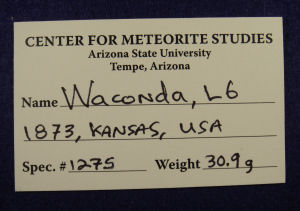 CENTER FOR METEORITE STUDIES
Arizona State University
Tempe, Arizona
Name Waconda, L6
1873, KANSAS, USA
Spec. # 1275 Weight 30.9g